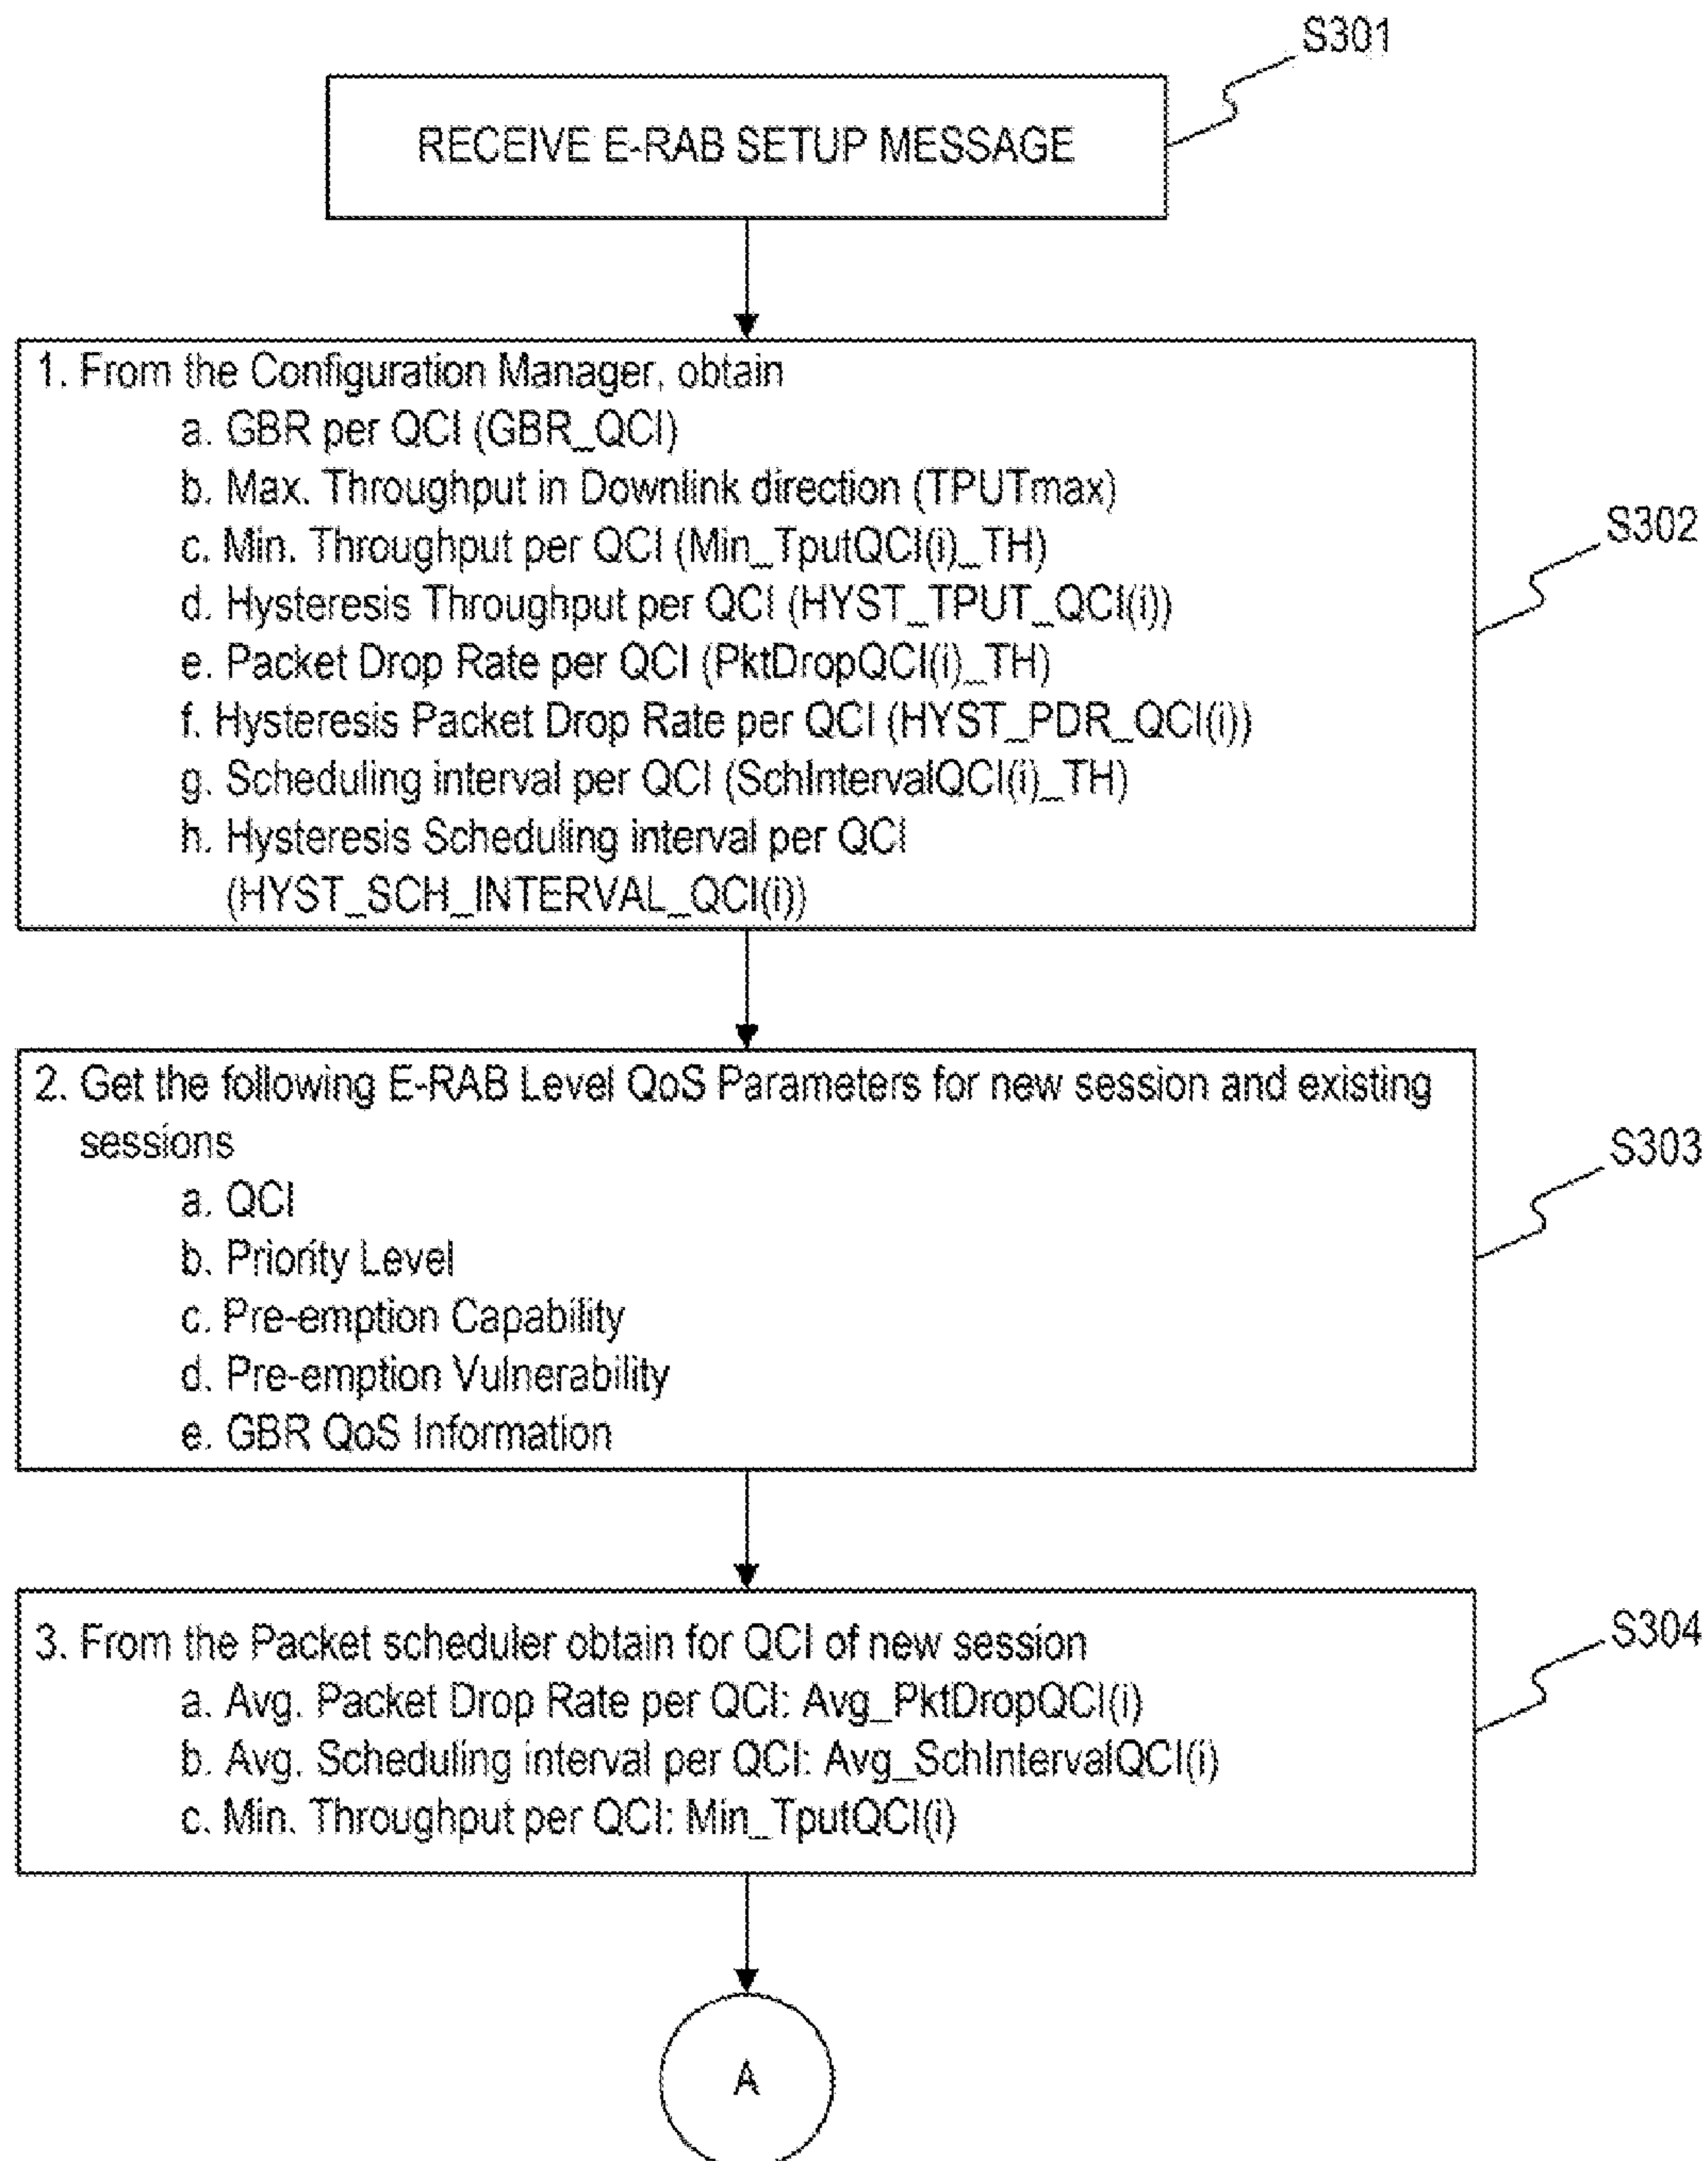 S301
RECEIVE E-RAB SETUP MESSAGE
1. From the Configuration Manager, obtain
a. GBR per QCI (GBR_QCI)
b. Max. Throughput in Downlink direction (TPUTmax)
c. Min. Throughput per QCI (Min_TputQCI(i)_TH)
d. Hysteresis Throughput per QCI (HYST_TPUT_QCI(i))
e. Packet Drop Rate per QCI (PktDropQCI(i)_TH)
f. Hysteresis Packet Drop Rate per QCI (HYST_PDR_QCI(i))
g. Scheduling interval per QCI (SchIntervalQCI(i)_TH)
h. Hysteresis Scheduling interval per QCI
(HYST_SCH_INTERVAL_QCI(i))
S302
2. Get the following E-RAB Level QoS Parameters for new session and existing
sessions
a. QCI
b. Priority Level
c. Pre-emption Capability
d. Pre-emption Vulnerability
e. GBR QoS Information
S303
3. From the Packet scheduler obtain for QCI of new session
a. Avg. Packet Drop Rate per QCI: Avg_PktDropQCI(i)
b. Avg. Scheduling interval per QCI: Avg_SchIntervalQCI(i)
c. Min. Throughput per QCI: Min_TputQCI(i)
S304
A